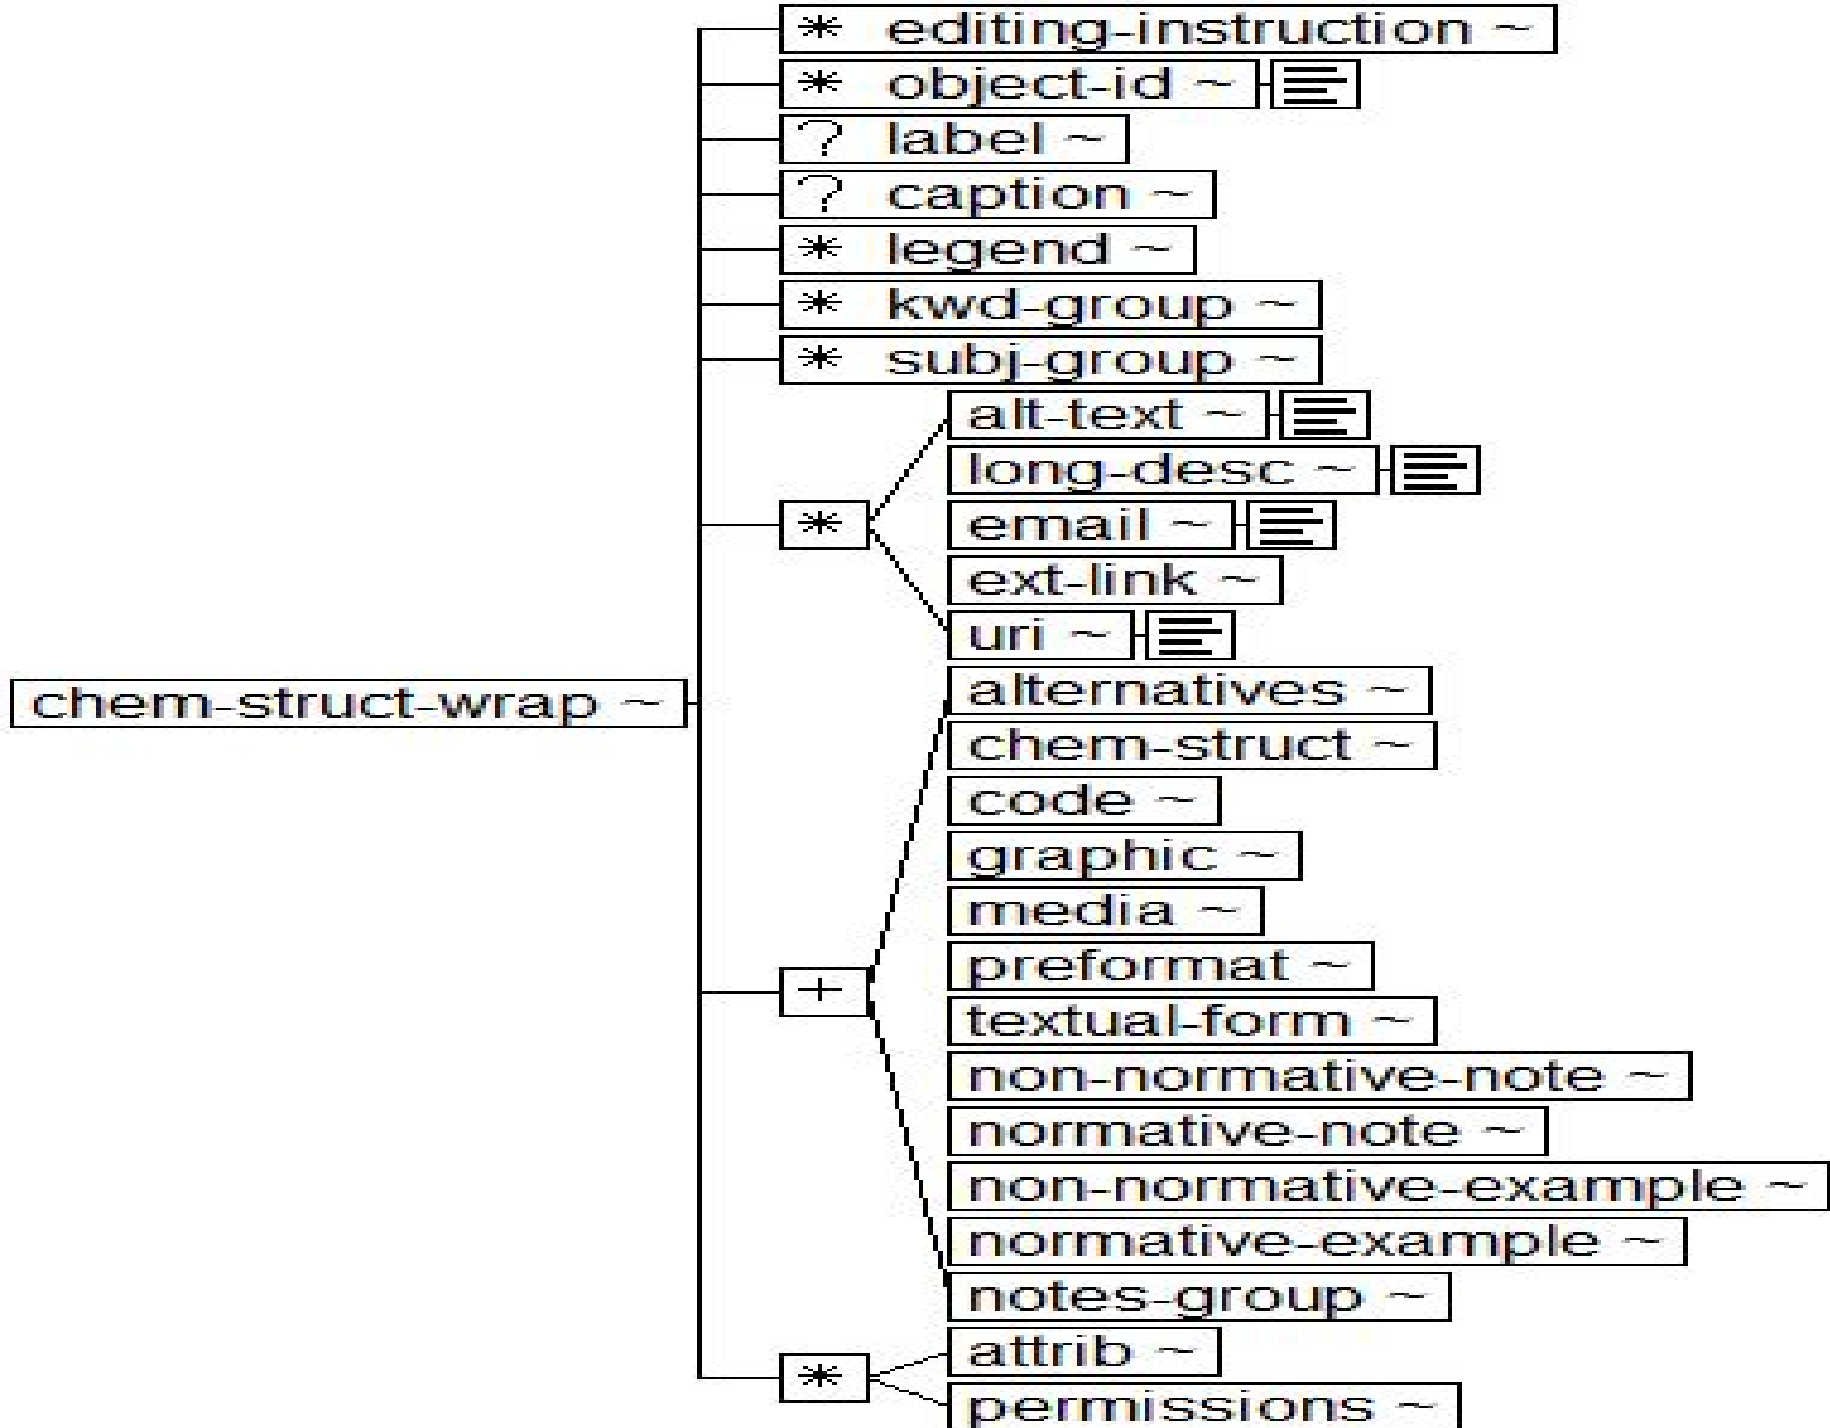 * editing-instruction ~
* object-id ~
? label ~
? caption ~
* legend ~
* kwd-group ~
* subj-group ~
alt-text ~
long-desc ~
* email ~
ext-link ~
uri ~
alternatives ~
chem-struct-wrap ~
chem-struct ~
code ~
graphic ~
media ~
preformat ~
+
textual-form ~
non-normative-note ~
normative-note ~
non-normative-example ~
normative-example ~
notes-group ~
attrib ~
*
permissions ~